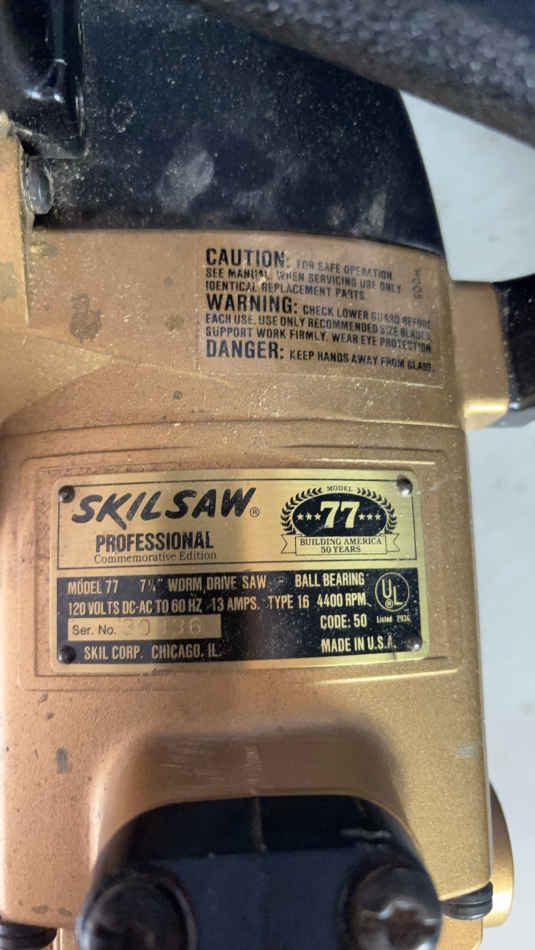 CAUTION: FOR SAFE OPERATION
SEE MANUAL. WHEN SERVICING USE ONLY
IDENTICAL REPLACEMENT PARTS.
WARNING: CHECK LOWER GUARD BEFORE
EACH USE. USE ONLY RECOMMENDED SIZE BLADES.
SUPPORT WORK FIRMLY. WEAR EYE PROTECTION.
DANGER: KEEP HANDS AWAY FROM BLADE.
SKILSAW®
PROFESSIONAL
Commemorative Edition
MODEL
77
BUILDING AMERICA
50 YEARS
MODEL 77 7¼" WORM DRIVE SAW - BALL BEARING
120 VOLTS DC-AC TO 60 HZ 13 AMPS. TYPE 16 4400 RPM
UL
Ser. No.
CODE: 50 Listed
SKIL CORP. CHICAGO, IL.
MADE IN U.S.A.